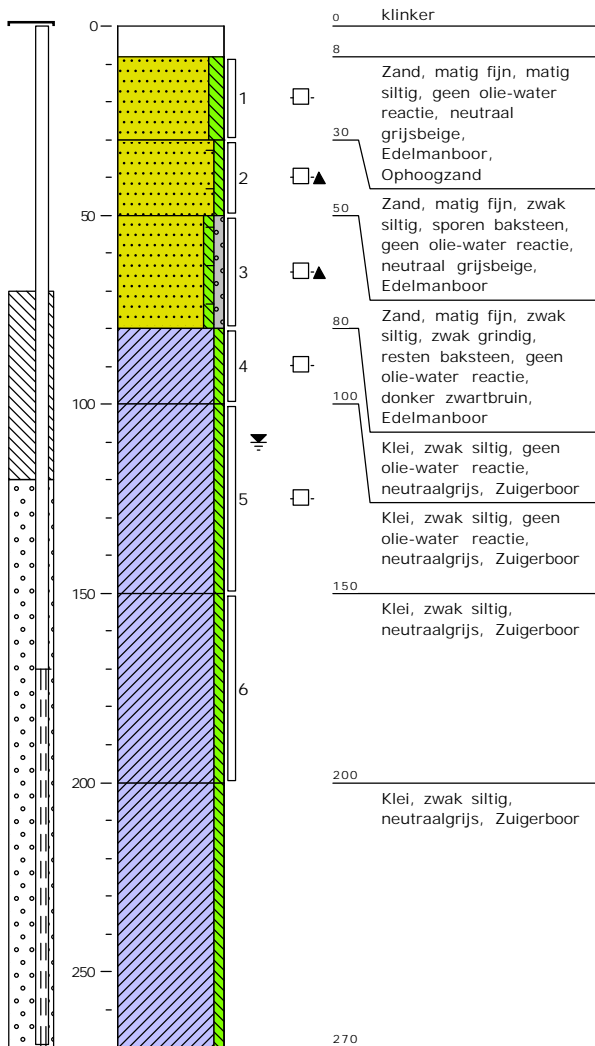 0
50
100
150
200
250
1
2
3
4
5
6
0
klinker
8
Zand, matig fijn, matig
siltig, geen olie-water
reactie, neutraal
grijsbeige,
Edelmanboor,
Ophoogzand
30
Zand, matig fijn, zwak
siltig, sporen baksteen,
geen olie-water reactie,
neutraal grijsbeige,
Edelmanboor
50
Zand, matig fijn, zwak
siltig, zwak grindig,
resten baksteen, geen
olie-water reactie,
donker zwartbruin,
Edelmanboor
80
Klei, zwak siltig, geen
olie-water reactie,
neutraalgrijs, Zuigerboor
100
Klei, zwak siltig, geen
olie-water reactie,
neutraalgrijs, Zuigerboor
150
Klei, zwak siltig,
neutraalgrijs, Zuigerboor
200
Klei, zwak siltig,
neutraalgrijs, Zuigerboor
270